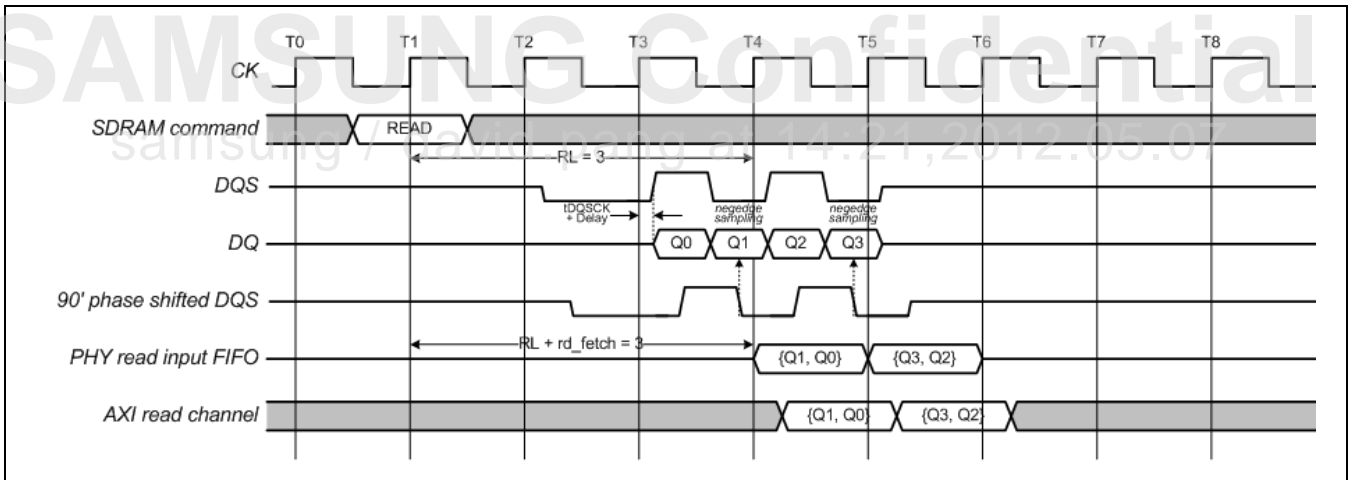 SAMSUNG Confidential
T0 T1 T2 T3 T4 T5 T6 T7 T8
CK
SDRAM command READ
samsung / david.pang at 14:21,2012.05.07
RL = 3
DQS
tDQSCK
+ Delay
negedge
sampling
negedge
sampling
DQ Q0 Q1 Q2 Q3
90' phase shifted DQS
RL + rd_fetch = 3
PHY read input FIFO {Q1, Q0} {Q3, Q2}
AXI read channel {Q1, Q0} {Q3, Q2}